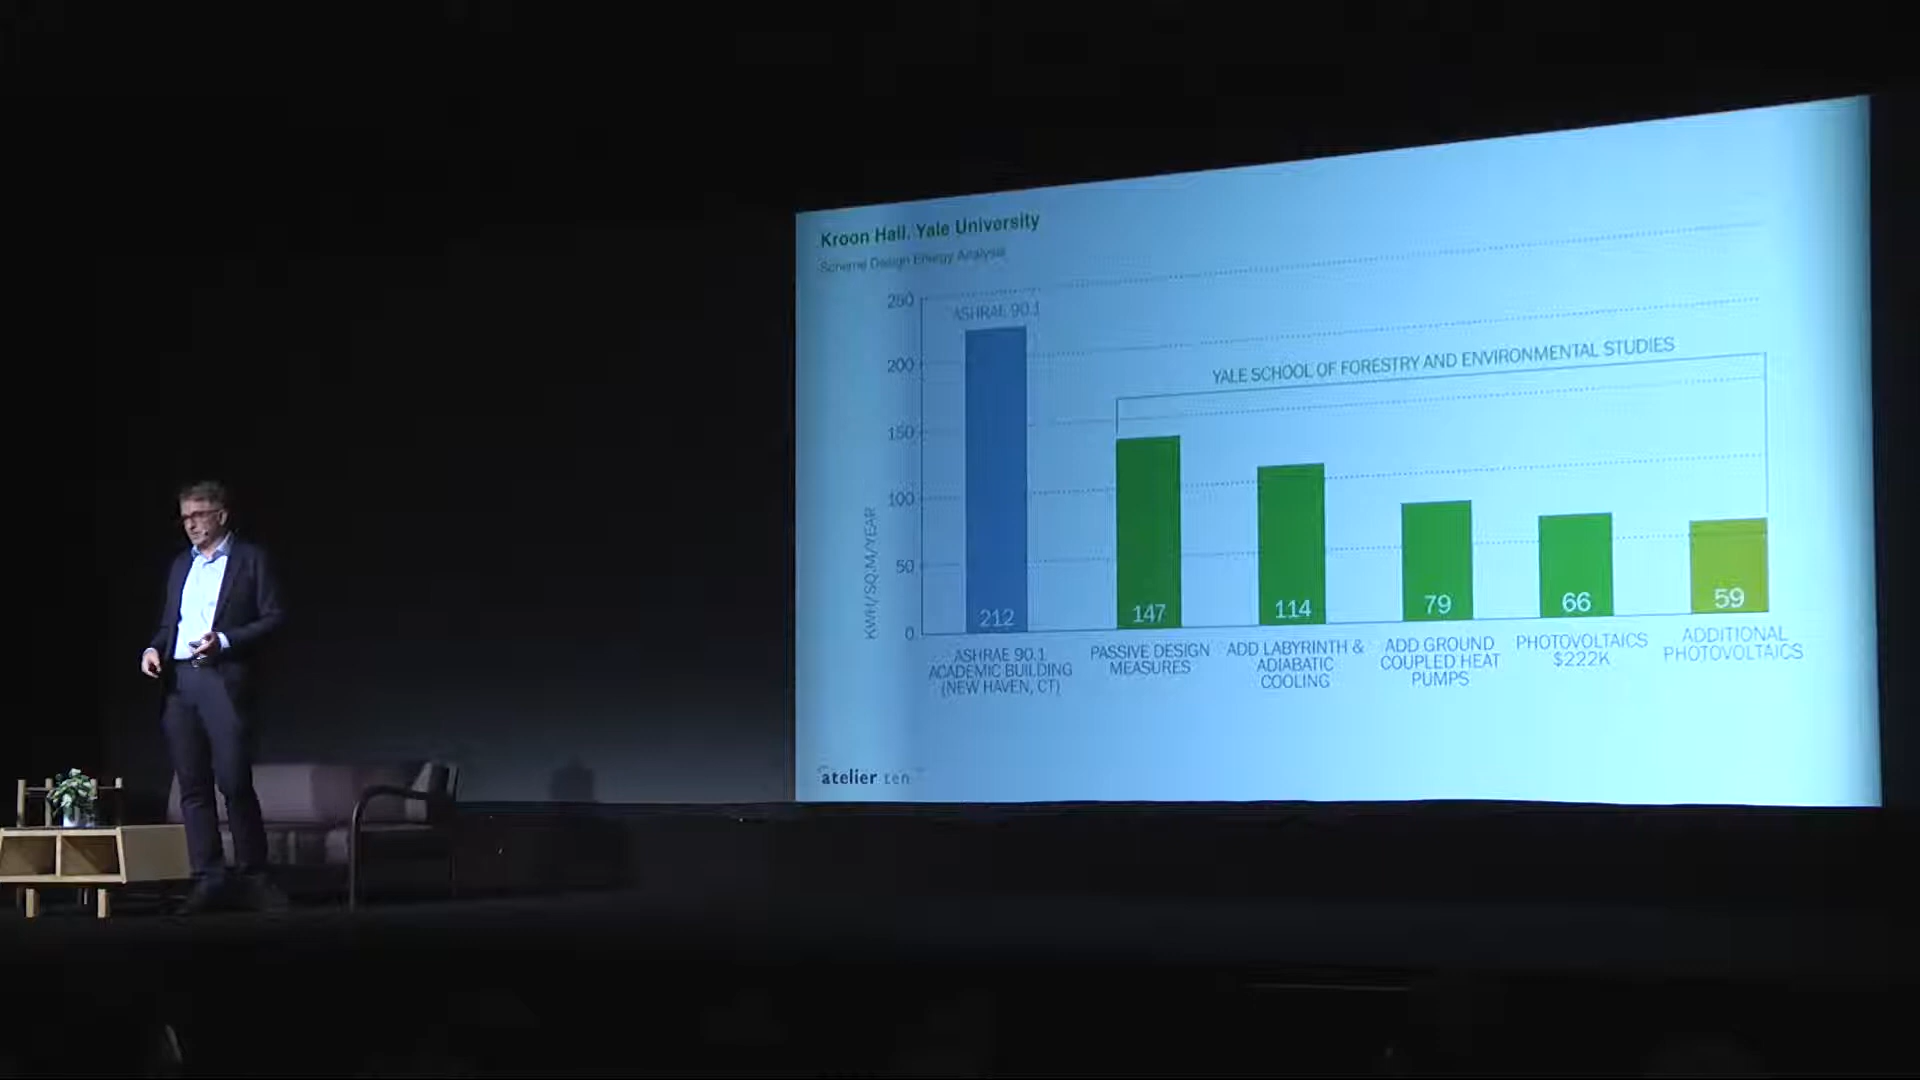 Kroon Hall, Yale University
Scheme Design Energy Analysis
250
200
150
100
50
0
KWH/SQ.M/YEAR
ASHRAE 90.1
YALE SCHOOL OF FORESTRY AND ENVIRONMENTAL STUDIES
212
147
114
79
66
59
ASHRAE 90.1
ACADEMIC BUILDING
(NEW HAVEN, CT)
PASSIVE DESIGN
MEASURES
ADD LABYRINTH &
ADIABATIC
COOLING
ADD GROUND
COUPLED HEAT
PUMPS
PHOTOVOLTAICS
$222K
ADDITIONAL
PHOTOVOLTAICS
atelier ten